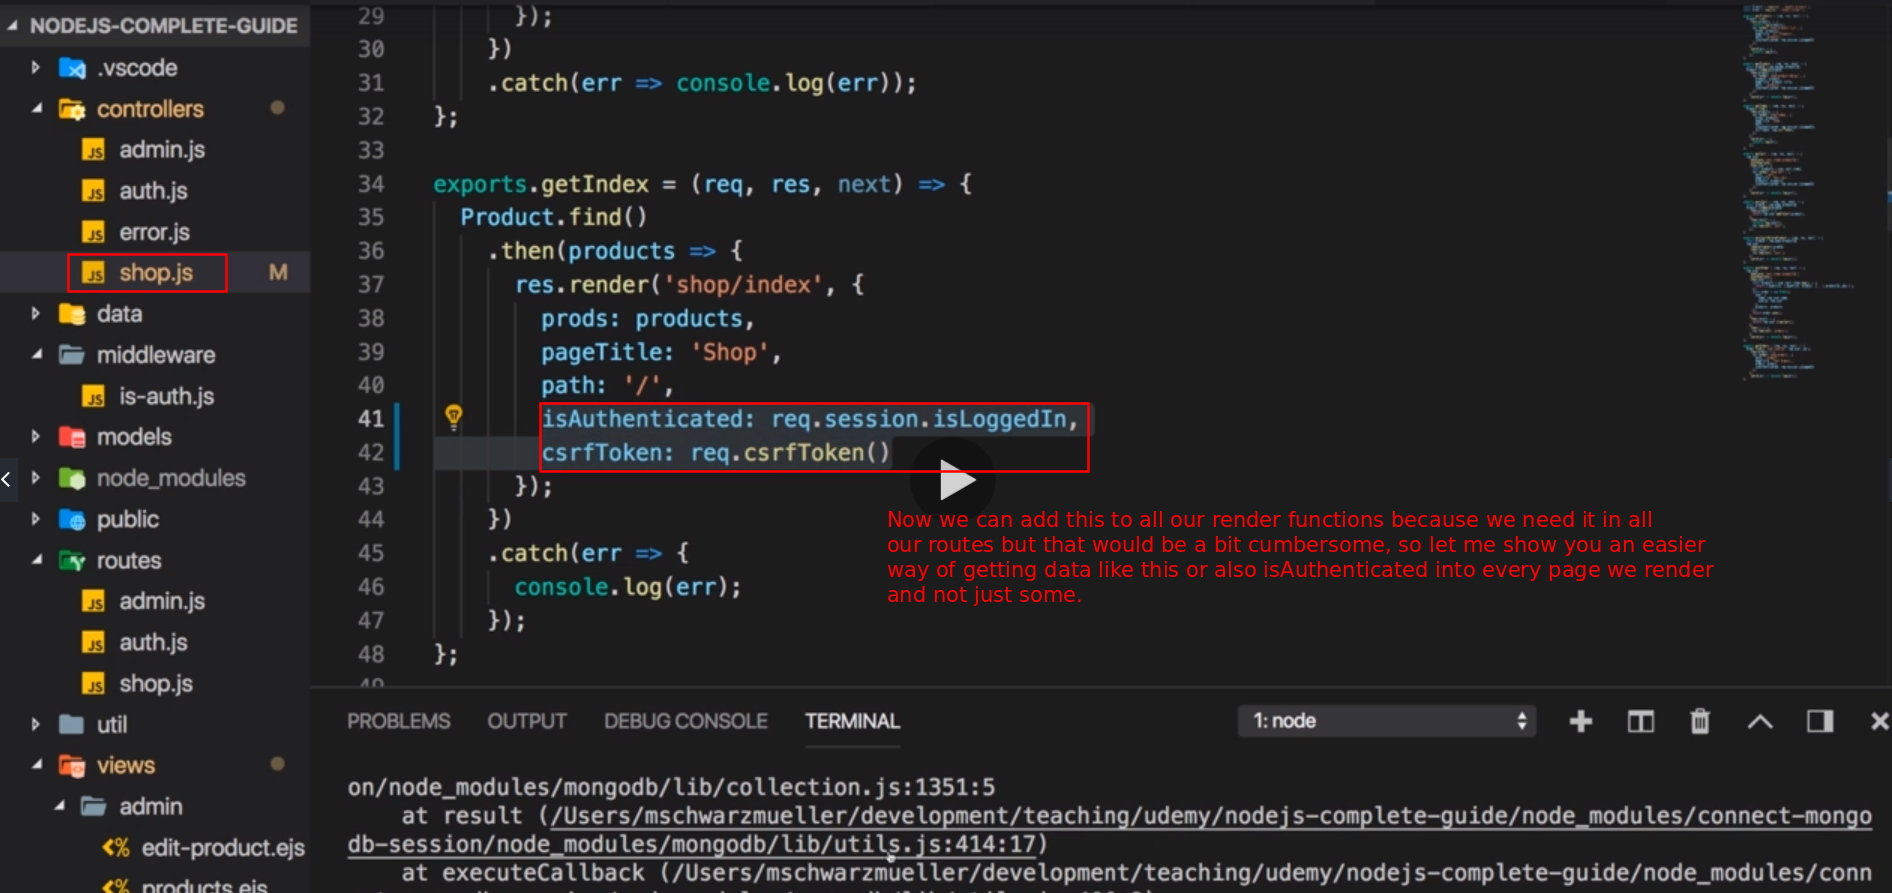 NODEJS-COMPLETE-GUIDE
.vscode
controllers
admin.js
auth.js
error.js
shop.js M
data
middleware
is-auth.js
models
node_modules
public
routes
admin.js
auth.js
shop.js
util
views
admin
edit-product.ejs
products.ejs
29 });
30 })
31 .catch(err => console.log(err));
32 };
33
34 exports.getIndex = (req, res, next) => {
35 Product.find()
36 .then(products => {
37 res.render('shop/index', {
38 prods: products,
39 pageTitle: 'Shop',
40 path: '/',
41 isAuthenticated: req.session.isLoggedIn,
42 csrfToken: req.csrfToken()
43 });
44 })
45 .catch(err => {
46 console.log(err);
47 });
48 };
49
Now we can add this to all our render functions because we need it in all
our routes but that would be a bit cumbersome, so let me show you an easier
way of getting data like this or also isAuthenticated into every page we render
and not just some.
PROBLEMS OUTPUT DEBUG CONSOLE TERMINAL 1: node
on/node_modules/mongodb/lib/collection.js:1351:5
at result (/Users/mschwarzmueller/development/teaching/udemy/nodejs-complete-guide/node_modules/connect-mongo
db-session/node_modules/mongodb/lib/utils.js:414:17)
at executeCallback (/Users/mschwarzmueller/development/teaching/udemy/nodejs-complete-guide/node_modules/conn